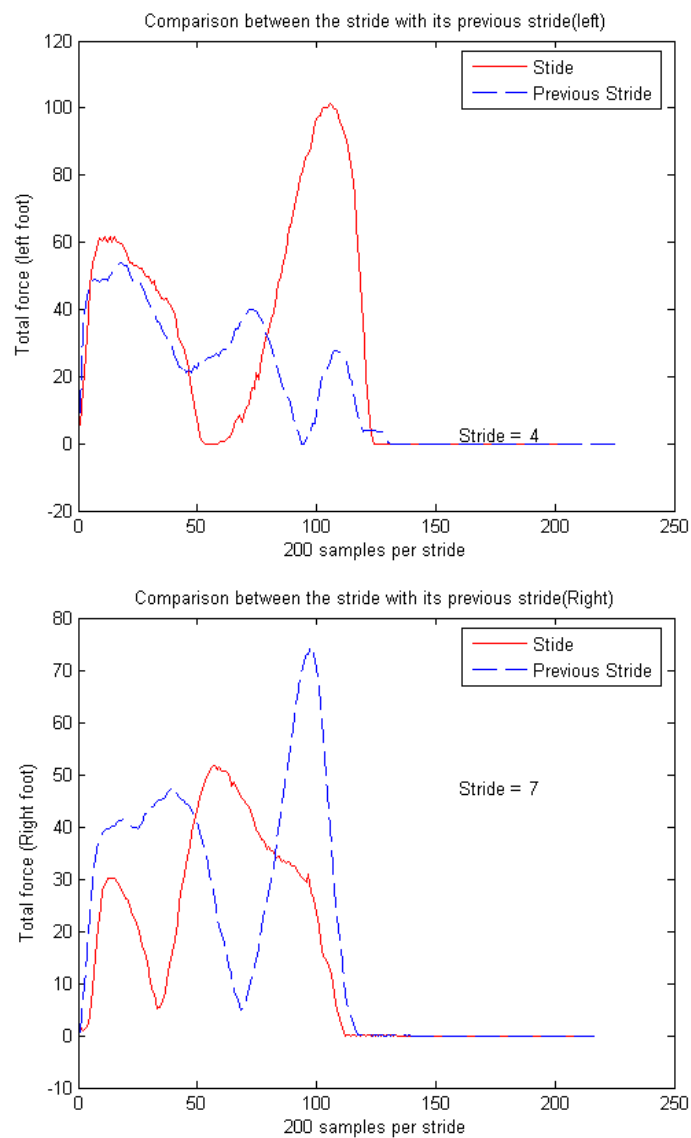 Comparison between the stride with its previous stride(left)
120
100
80
60
40
20
0
-20
Total force (left foot)
Stide
Previous Stride
Stride = 4
0
50
100
150
200
250
200 samples per stride
Comparison between the stride with its previous stride(Right)
80
70
60
50
40
30
20
10
0
-10
Total force (Right foot)
Stide
Previous Stride
Stride = 7
0
50
100
150
200
250
200 samples per stride